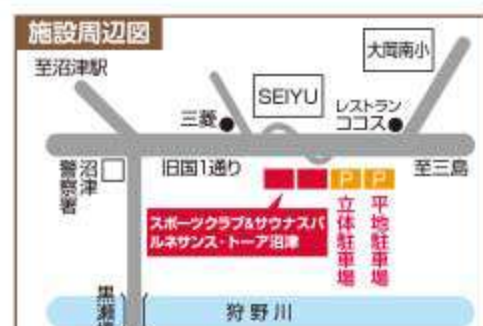 施設周辺図
至沼津駅
大岡南小
SEIYU
三菱
レストラン
ココス
沼津
警察署
旧国1通り
P
P
至三島
スポーツクラブ&サウナスパ
ルネサンス・トーア沼津
立体駐車場
平地駐車場
黒瀬
狩野川